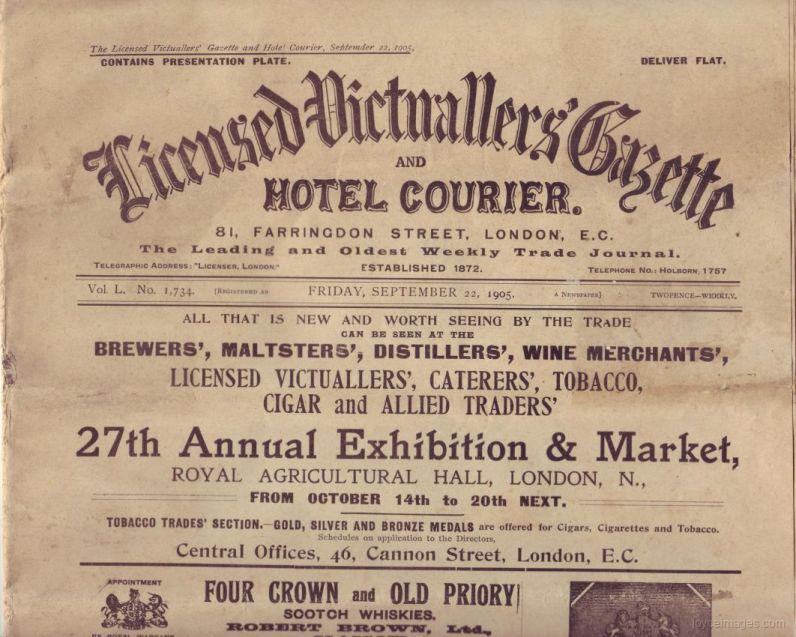 The Licensed Victuallers' Gazette and Hotel Courier, September 22, 1905.
CONTAINS PRESENTATION PLATE. DELIVER FLAT.
Licensed Victuallers' Gazette
AND
HOTEL COURIER.
81, FARRINGDON STREET, LONDON, E.C.
The Leading and Oldest Weekly Trade Journal.
TELEGRAPHIC ADDRESS: "LICENSER, LONDON." ESTABLISHED 1872. TELEPHONE NO.: HOLBORN, 1757
Vol. L. No. 1,734. [REGISTERED AS FRIDAY, SEPTEMBER 22, 1905. A NEWSPAPER] TWOPENCE—WEEKLY.
ALL THAT IS NEW AND WORTH SEEING BY THE TRADE
CAN BE SEEN AT THE
BREWERS', MALTSTERS', DISTILLERS', WINE MERCHANTS',
LICENSED VICTUALLERS', CATERERS', TOBACCO,
CIGAR and ALLIED TRADERS'
27th Annual Exhibition & Market,
ROYAL AGRICULTURAL HALL, LONDON, N.,
FROM OCTOBER 14th to 20th NEXT.
TOBACCO TRADES' SECTION.—GOLD, SILVER AND BRONZE MEDALS are offered for Cigars, Cigarettes and Tobacco.
Schedules on application to the Directors,
Central Offices, 46, Cannon Street, London, E.C.
APPOINTMENT
FOUR CROWN and OLD PRIORY
SCOTCH WHISKIES.
ROBERT BROWN, Ltd.,
BY ROYAL WARRANT
joyceimages.com